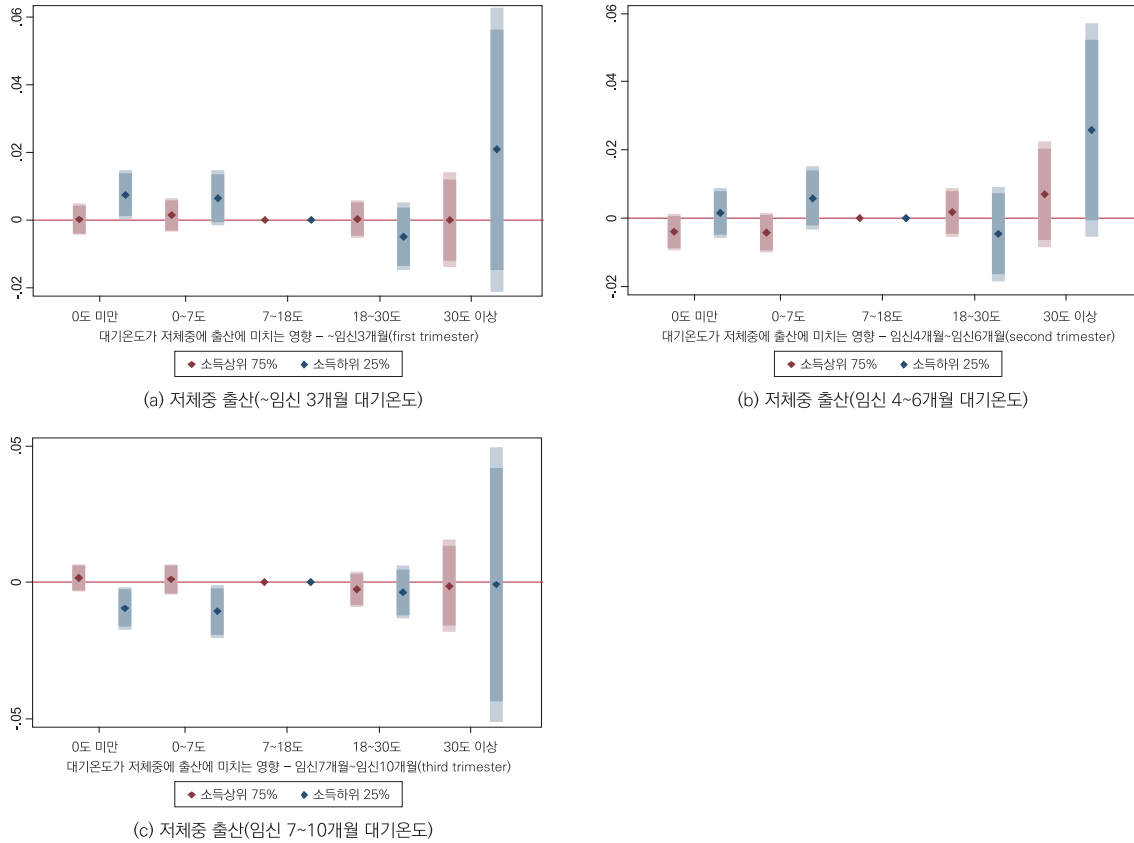 .06
.04
.02
0
-.02
0도 미만
0~7도
7~18도
18~30도
30도 이상
대기온도가 저체중에 출산에 미치는 영향 – ~임신3개월(first trimester)
소득상위 75%
소득하위 25%
(a) 저체중 출산(~임신 3개월 대기온도)
.06
.04
.02
0
-.02
0도 미만
0~7도
7~18도
18~30도
30도 이상
대기온도가 저체중에 출산에 미치는 영향 – 임신4개월~임신6개월(second trimester)
소득상위 75%
소득하위 25%
(b) 저체중 출산(임신 4~6개월 대기온도)
.05
0
-.05
0도 미만
0~7도
7~18도
18~30도
30도 이상
대기온도가 저체중에 출산에 미치는 영향 – 임신7개월~임신10개월(third trimester)
소득상위 75%
소득하위 25%
(c) 저체중 출산(임신 7~10개월 대기온도)